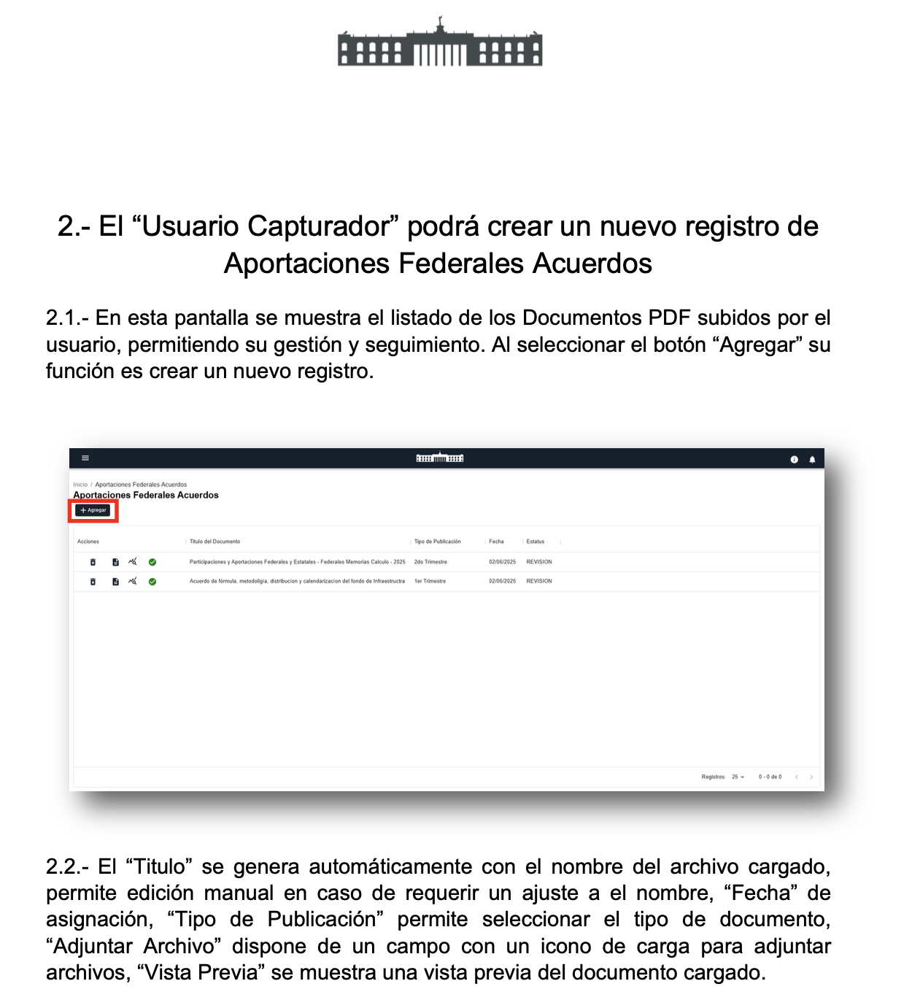 2.- El “Usuario Capturador” podrá crear un nuevo registro de
Aportaciones Federales Acuerdos
2.1.- En esta pantalla se muestra el listado de los Documentos PDF subidos por el
usuario, permitiendo su gestión y seguimiento. Al seleccionar el botón “Agregar” su
función es crear un nuevo registro.
Inicio / Aportaciones Federales Acuerdos
Aportaciones Federales Acuerdos
+ Agregar
Acciones Titulo del Documento Tipo de Publicación Fecha Estatus
Participaciones y Aportaciones Federales y Estatales - Federales Memorias Calculo - 2025 2do Trimestre 02/06/2025 REVISION
Acuerdo de fórmula, metodoligía, distribucion y calendarizacion del fondo de Infraestructra 1er Trimestre 02/06/2025 REVISION
Registros: 25 0 - 0 de 0
2.2.- El “Titulo” se genera automáticamente con el nombre del archivo cargado,
permite edición manual en caso de requerir un ajuste a el nombre, “Fecha” de
asignación, “Tipo de Publicación” permite seleccionar el tipo de documento,
“Adjuntar Archivo” dispone de un campo con un icono de carga para adjuntar
archivos, “Vista Previa” se muestra una vista previa del documento cargado.